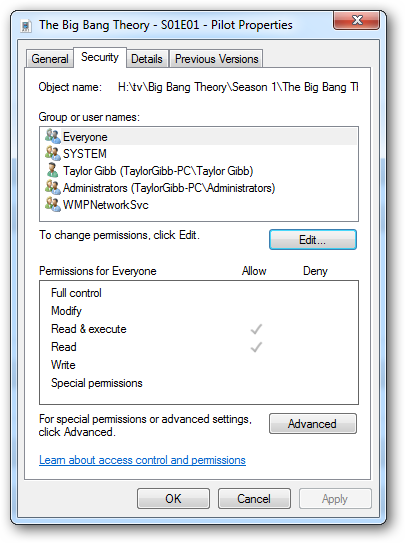 The Big Bang Theory - S01E01 - Pilot Properties
General Security Details Previous Versions
Object name: H:\tv\Big Bang Theory\Season 1\The Big Bang Tl
Group or user names:
Everyone
SYSTEM
Taylor Gibb (TaylorGibb-PC\Taylor Gibb)
Administrators (TaylorGibb-PC\Administrators)
WMPNetworkSvc
To change permissions, click Edit. Edit...
Permissions for Everyone Allow Deny
Full control
Modify
Read & execute
Read
Write
Special permissions
For special permissions or advanced settings,
click Advanced. Advanced
Learn about access control and permissions
OK Cancel Apply